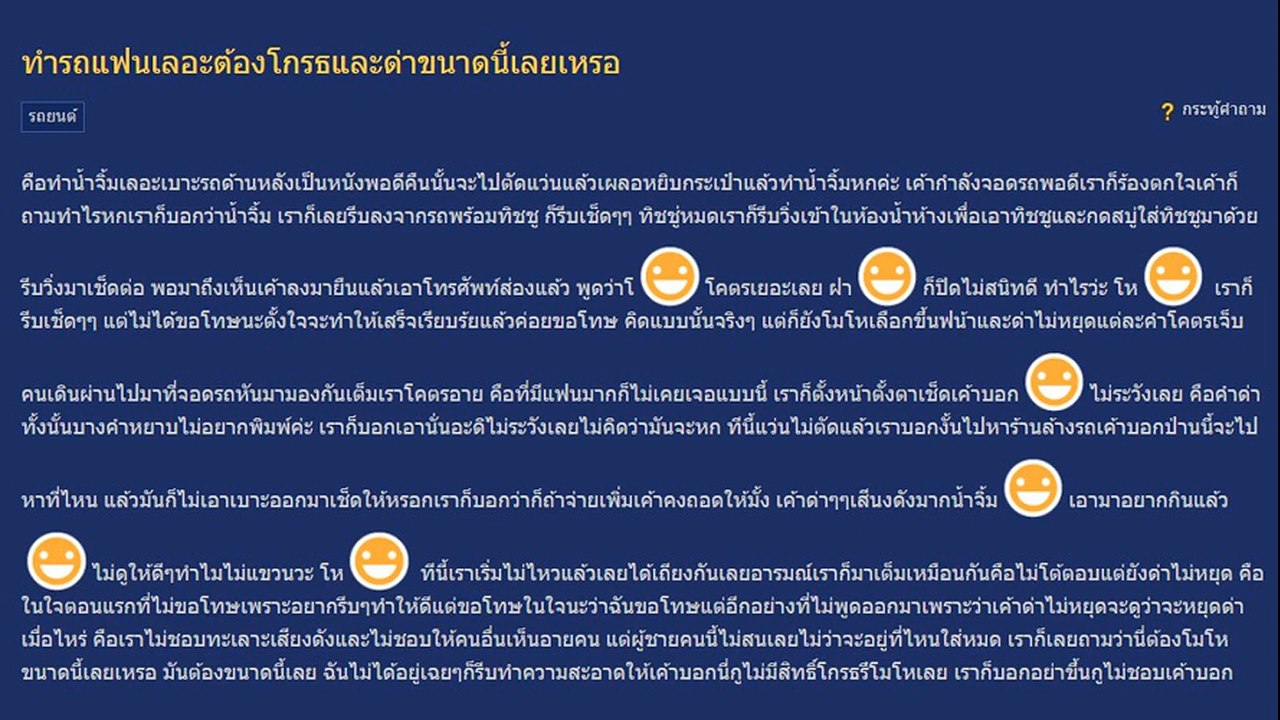 ทำรถแฟนเลอะต้องโกรธและด่าขนาดนี้เลยเหรอ
รถยนต์
? กระทู้คำถาม
คือทำน้ำจิ้มเลอะเบาะรถด้านหลังเป็นหนังพอดีคืนนั้นจะไปตัดแว่นแล้วเผลอหยิบกระเป๋าแล้วทำน้ำจิ้มหกค่ะ เค้ากำลังจอดรถพอดีเราก็ร้องตกใจเค้าก็
ถามทำไรหกเราก็บอกว่าน้ำจิ้ม เราก็เลยรีบลงจากรถพร้อมทิชชู ก็รีบเช็ดๆๆ ทิชชู่หมดเราก็รีบวิ่งเข้าในห้องน้ำห้างเพื่อเอาทิชชูและกดสบู่ใส่ทิชชูมาด้วย
รีบวิ่งมาเช็ดต่อ พอมาถึงเห็นเค้าลงมายืนแล้วเอาโทรศัพท์ส่องแล้ว พูดว่าโ โคตรเยอะเลย ฝา ก็ปิดไม่สนิทดี ทำไรว่ะ โห เราก็
รีบเช็ดๆๆ แต่ไม่ได้ขอโทษนะตั้งใจจะทำให้เสร็จเรียบรัยแล้วค่อยขอโทษ คิดแบบนั้นจริงๆ แต่ก็ยังโมโหเลือกขึ้นฟน้าและด่าไม่หยุดแต่ละคำโคตรเจ็บ
คนเดินผ่านไปมาที่จอดรถหันมามองกันเต็มเราโคตรอาย คือที่มีแฟนมากก็ไม่เคยเจอแบบนี้ เราก็ตั้งหน้าตั้งตาเช็ดเค้าบอก ไม่ระวังเลย คือคำด่า
ทั้งนั้นบางคำหยาบไม่อยากพิมพ์ค่ะ เราก็บอกเอานั่นอะดิไม่ระวังเลยไม่คิดว่ามันจะหก ทีนี้แว่นไม่ตัดแล้วเราบอกงั้นไปหาร้านล้างรถเค้าบอกป่านนี้จะไป
หาที่ไหน แล้วมันก็ไม่เอาเบาะออกมาเช็ดให้หรอกเราก็บอกว่าก็ถ้าจ่ายเพิ่มเค้าคงถอดให้มั้ง เค้าด่าๆๆเสีนงดังมากน้ำจิ้ม เอามาอยากกินแล้ว
ไม่ดูให้ดีๆทำไมไม่แขวนวะ โห ทีนี้เราเริ่มไม่ไหวแล้วเลยได้เถียงกันเลยอารมณ์เราก็มาเต็มเหมือนกันคือไม่โต้ตอบแต่ยังด่าไม่หยุด คือ
ในใจตอนแรกที่ไม่ขอโทษเพราะอยากรีบๆทำให้ดีแต่ขอโทษในใจนะว่าฉันขอโทษแต่อีกอย่างที่ไม่พูดออกมาเพราะว่าเค้าด่าไม่หยุดจะดูว่าจะหยุดด่า
เมื่อไหร่ คือเราไม่ชอบทะเลาะเสียงดังและไม่ชอบให้คนอื่นเห็นอายคน แต่ผู้ชายคนนี้ไม่สนเลยไม่ว่าจะอยู่ที่ไหนใส่หมด เราก็เลยถามว่านี่ต้องโมโห
ขนาดนี้เลยเหรอ มันต้องขนาดนี้เลย ฉันไม่ได้อยู่เฉยๆก็รีบทำความสะอาดให้เค้าบอกนี่กูไม่มีสิทธิ์โกรธรึโมโหเลย เราก็บอกอย่าขึ้นกูไม่ชอบเค้าบอก